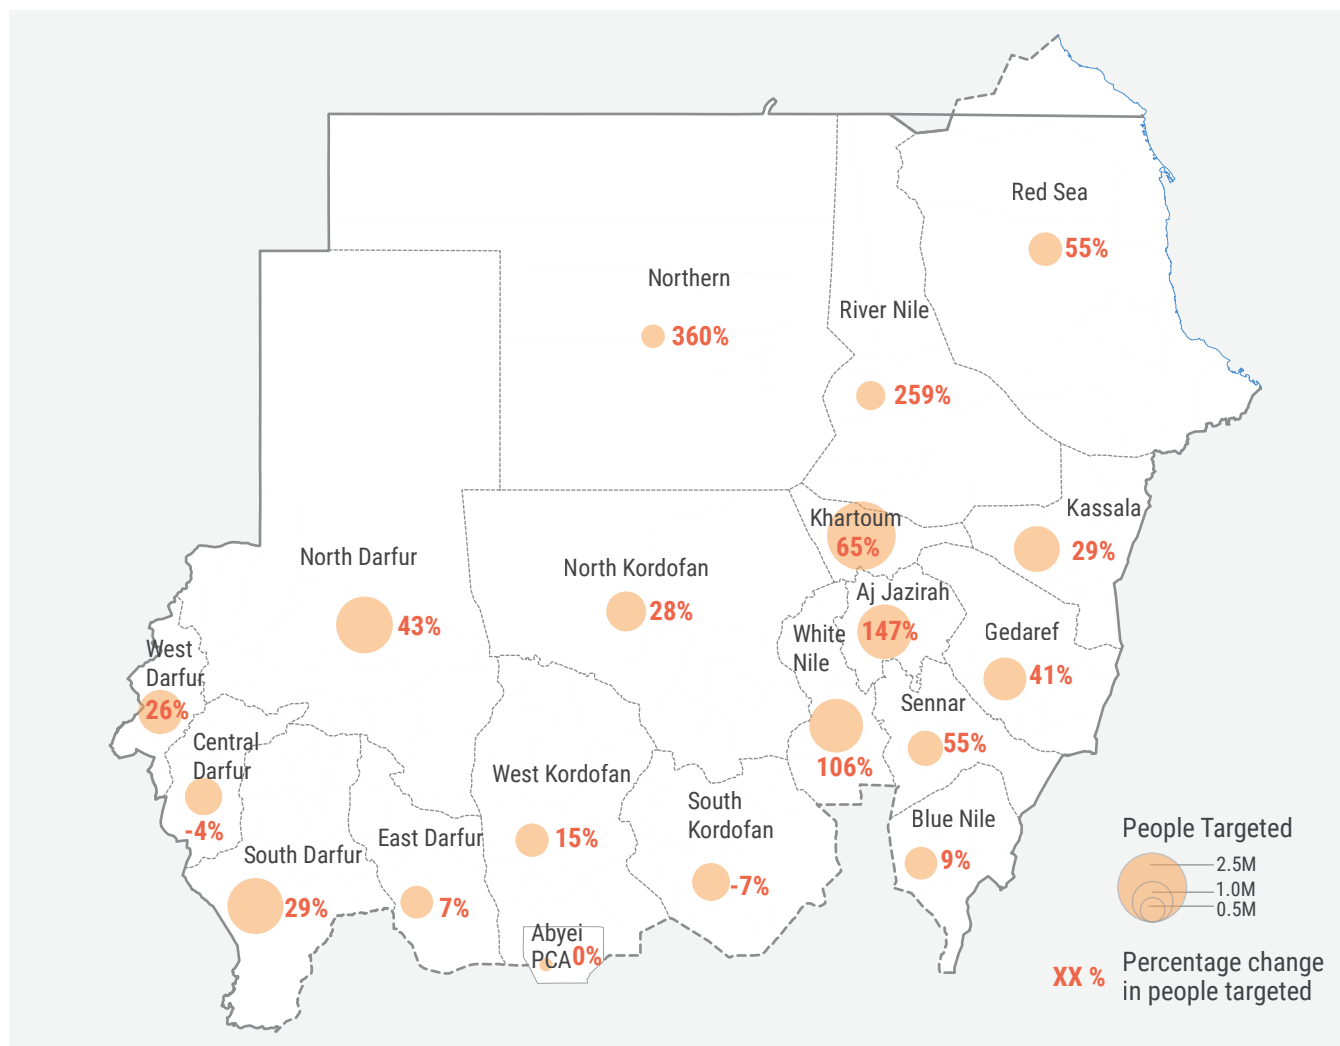 Red Sea
55%
Northern
360%
River Nile
259%
Kassala
29%
Khartoum
65%
North Darfur
43%
North Kordofan
28%
Aj Jazirah
147%
White
Nile
106%
Gedaref
41%
West
Darfur
26%
Sennar
55%
Central
Darfur
-4%
West Kordofan
15%
South
Kordofan
-7%
Blue Nile
9%
South Darfur
29%
East Darfur
7%
Abyei
PCA
0%
People Targeted
2.5M
1.0M
0.5M
XX %
Percentage change
in people targeted